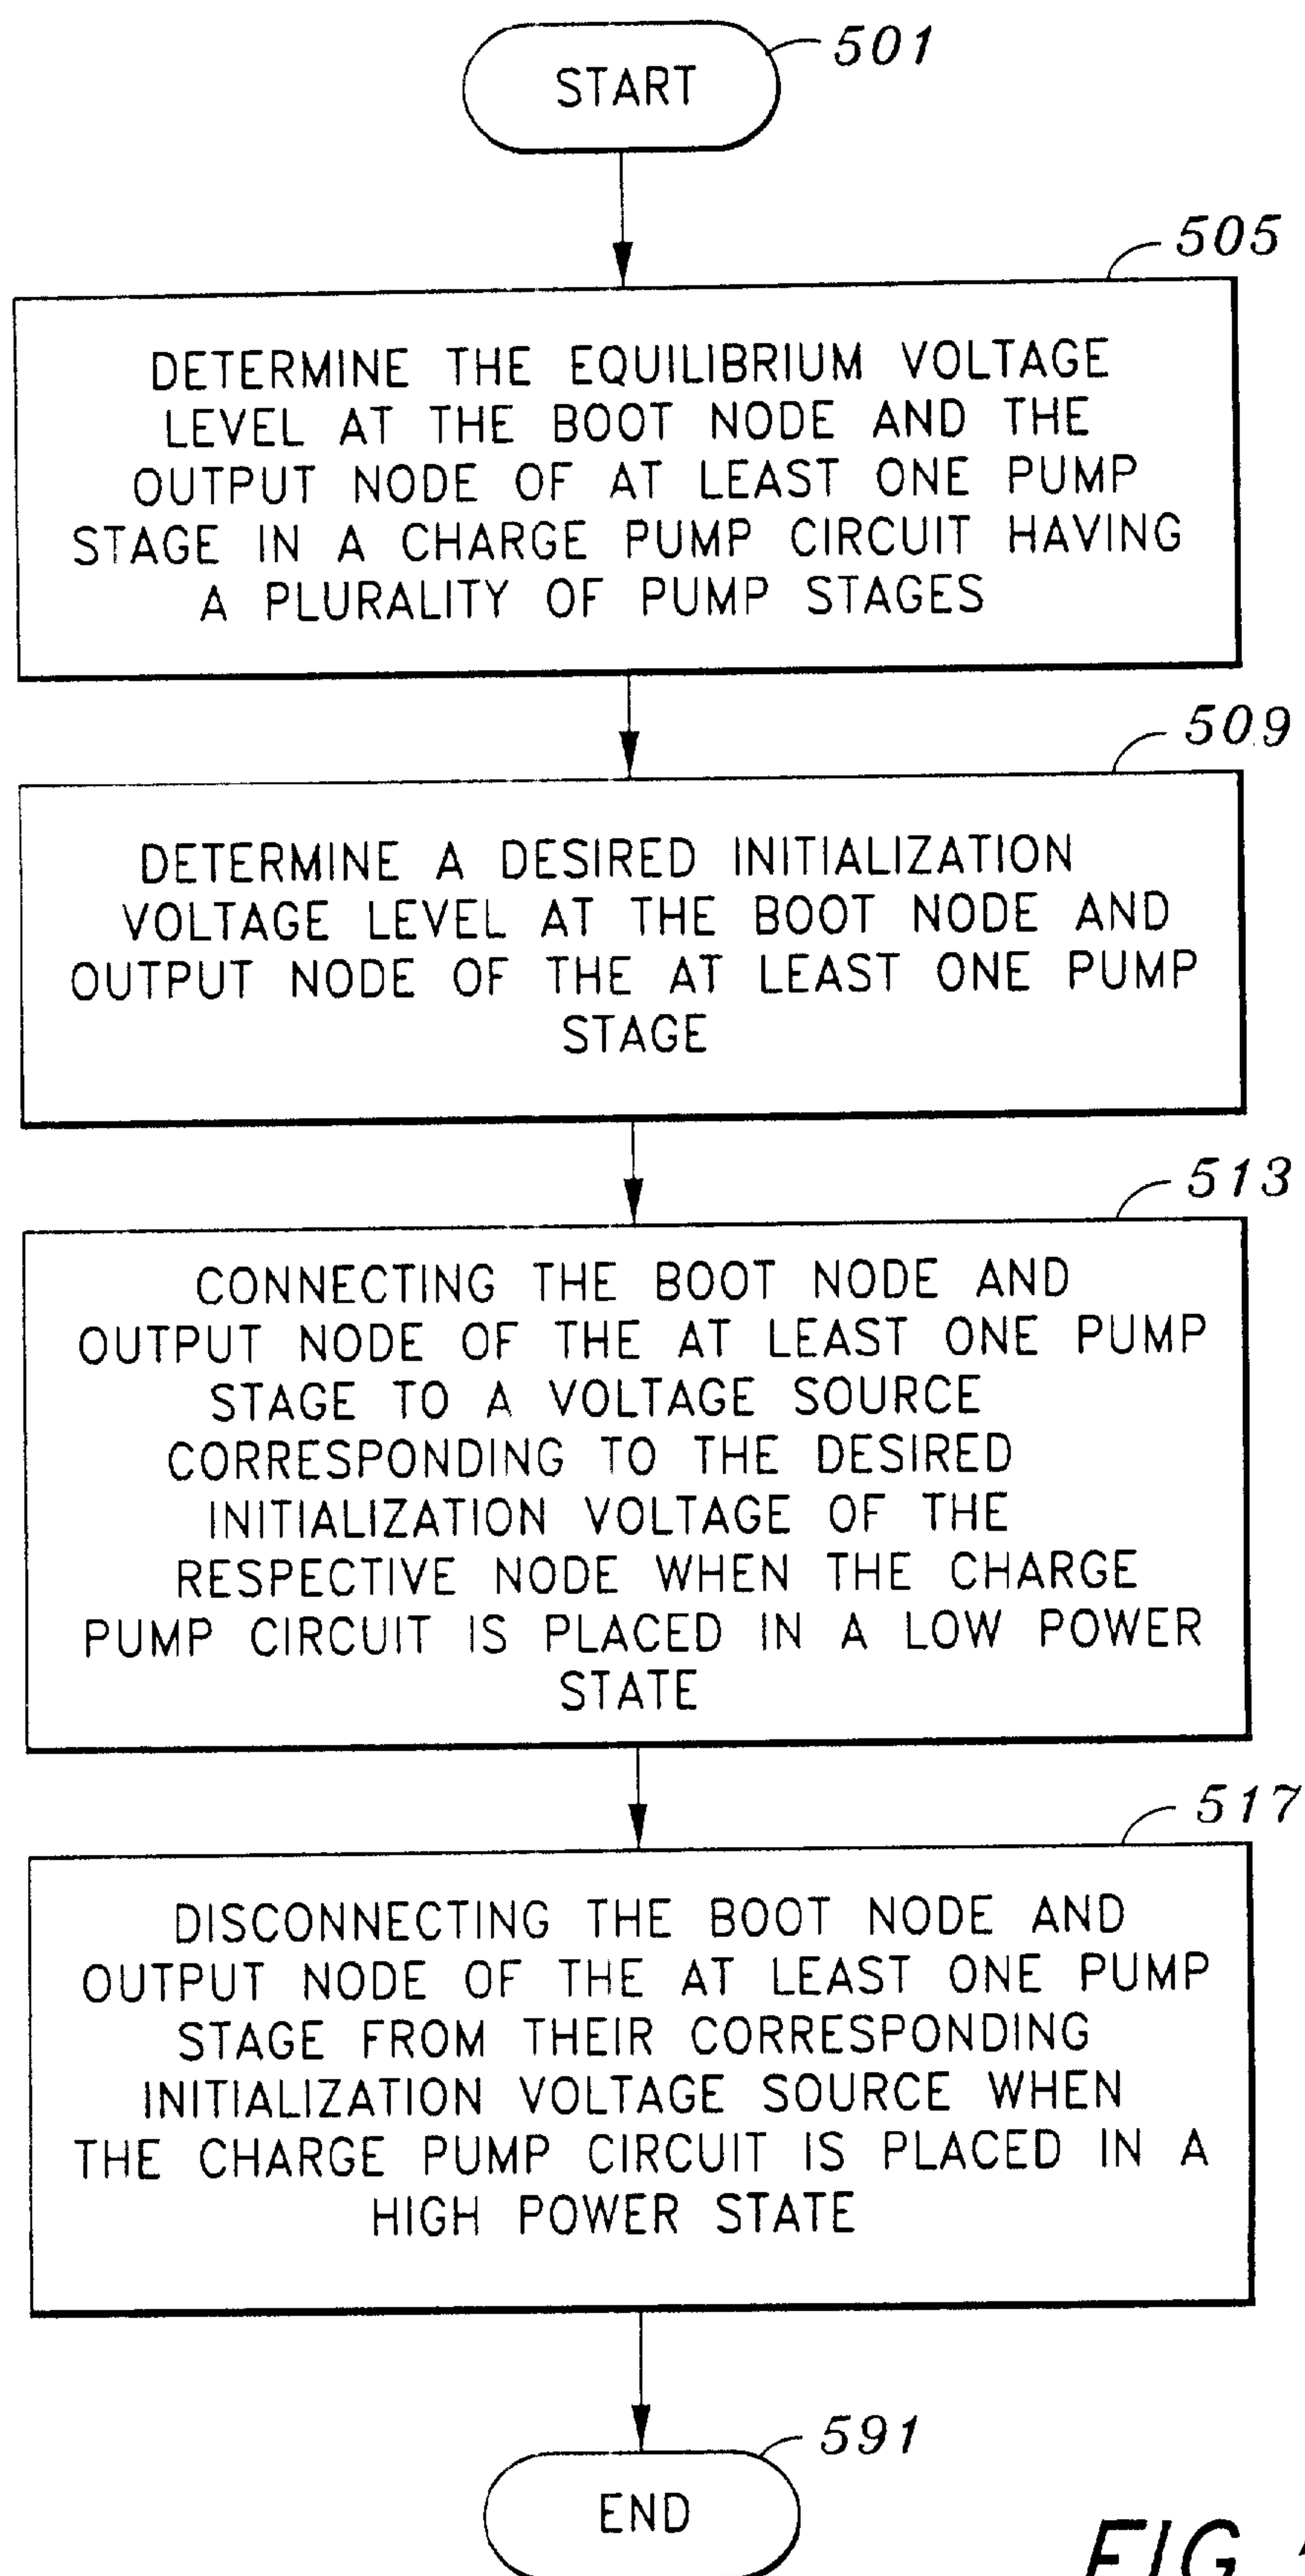 START
501
505
DETERMINE THE EQUILIBRIUM VOLTAGE
LEVEL AT THE BOOT NODE AND THE
OUTPUT NODE OF AT LEAST ONE PUMP
STAGE IN A CHARGE PUMP CIRCUIT HAVING
A PLURALITY OF PUMP STAGES
509
DETERMINE A DESIRED INITIALIZATION
VOLTAGE LEVEL AT THE BOOT NODE AND
OUTPUT NODE OF THE AT LEAST ONE PUMP
STAGE
513
CONNECTING THE BOOT NODE AND
OUTPUT NODE OF THE AT LEAST ONE PUMP
STAGE TO A VOLTAGE SOURCE
CORRESPONDING TO THE DESIRED
INITIALIZATION VOLTAGE OF THE
RESPECTIVE NODE WHEN THE CHARGE
PUMP CIRCUIT IS PLACED IN A LOW POWER
STATE
517
DISCONNECTING THE BOOT NODE AND
OUTPUT NODE OF THE AT LEAST ONE PUMP
STAGE FROM THEIR CORRESPONDING
INITIALIZATION VOLTAGE SOURCE WHEN
THE CHARGE PUMP CIRCUIT IS PLACED IN A
HIGH POWER STATE
591
END
FIG